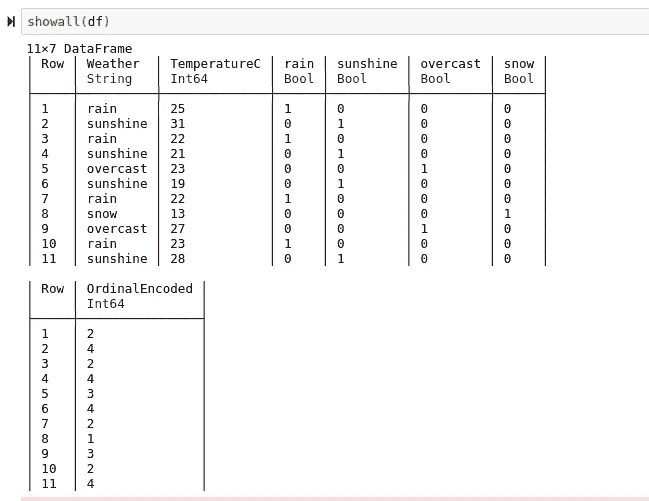 showall(df)
11×7 DataFrame
Row Weather TemperatureC rain sunshine overcast snow
String Int64 Bool Bool Bool Bool
1 rain 25 1 0 0 0
2 sunshine 31 0 1 0 0
3 rain 22 1 0 0 0
4 sunshine 21 0 1 0 0
5 overcast 23 0 0 1 0
6 sunshine 19 0 1 0 0
7 rain 22 1 0 0 0
8 snow 13 0 0 0 1
9 overcast 27 0 0 1 0
10 rain 23 1 0 0 0
11 sunshine 28 0 1 0 0
Row OrdinalEncoded
Int64
1 2
2 4
3 2
4 4
5 3
6 4
7 2
8 1
9 3
10 2
11 4